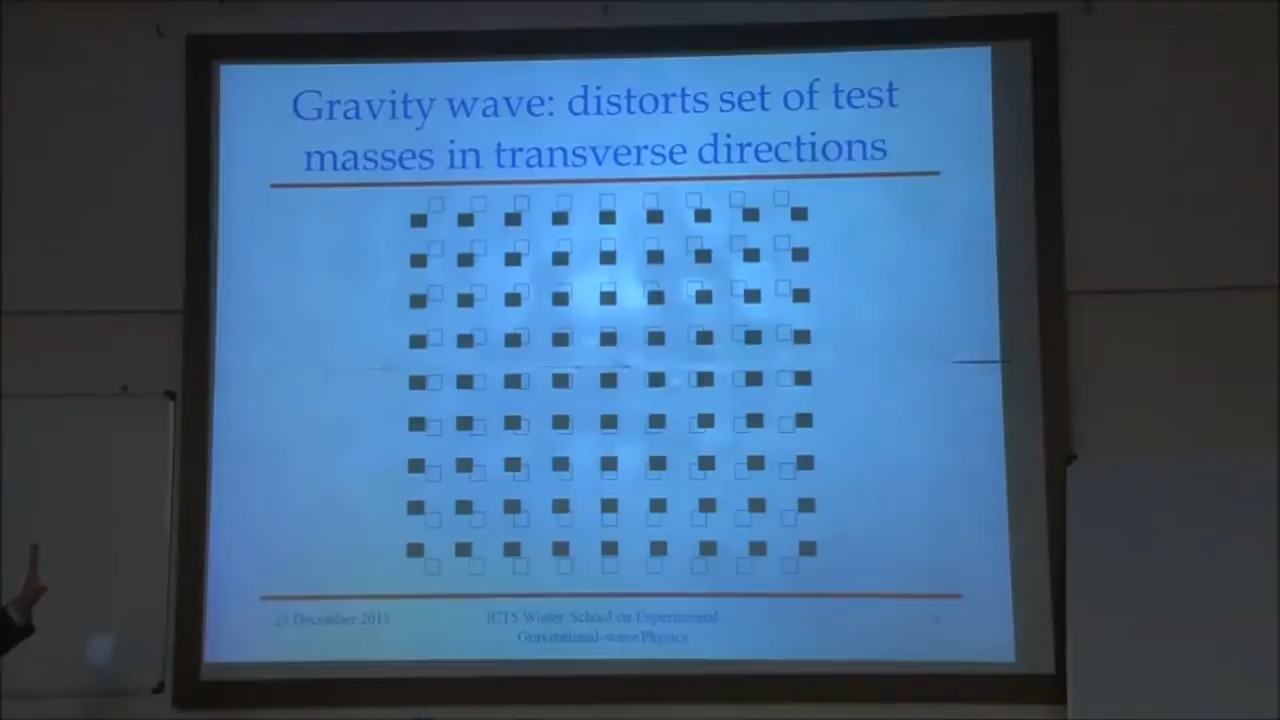 Gravity wave: distorts set of test
masses in transverse directions
23 December 2013
ICTS Winter School on Experimental
Gravitational-wave Physics